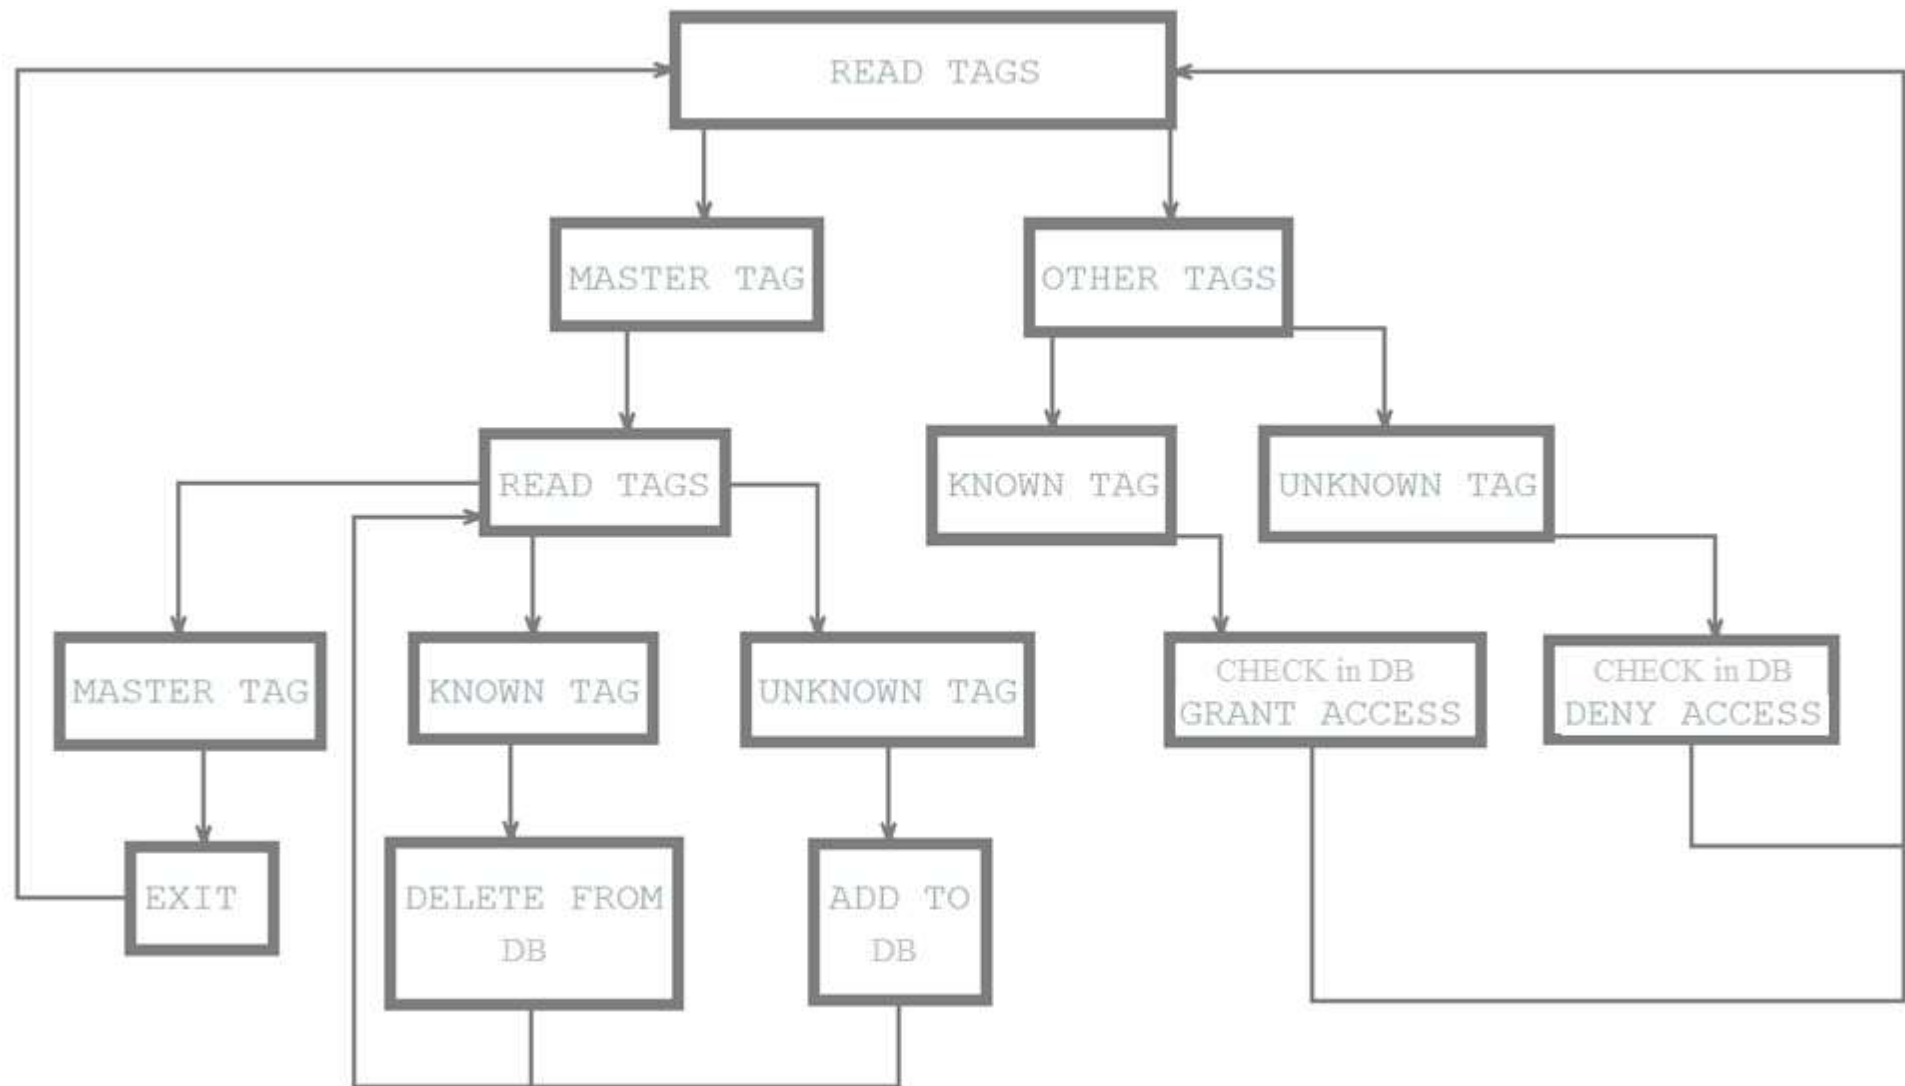 READ TAGS
MASTER TAG
OTHER TAGS
READ TAGS
KNOWN TAG
UNKNOWN TAG
MASTER TAG
KNOWN TAG
UNKNOWN TAG
CHECK in DB
GRANT ACCESS
CHECK in DB
DENY ACCESS
EXIT
DELETE FROM
DB
ADD TO
DB